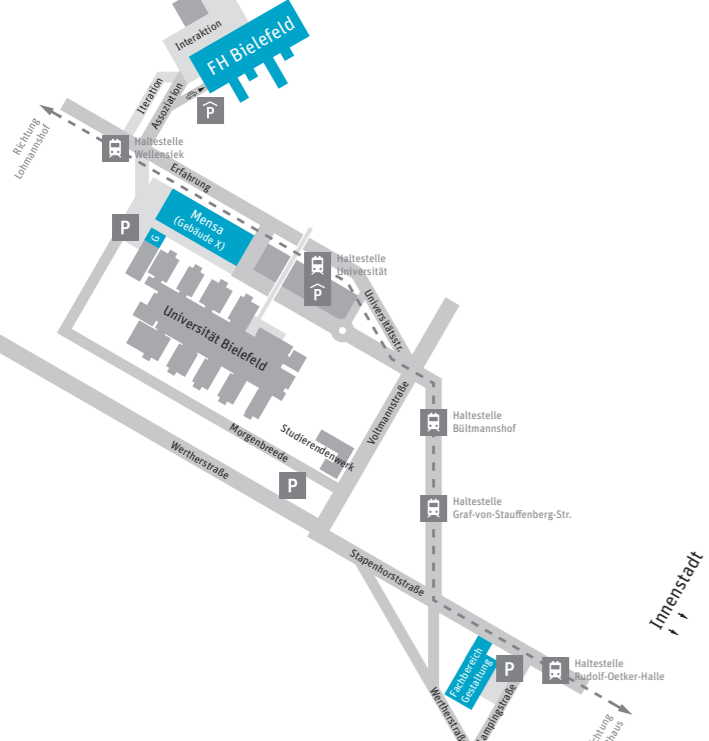 Interaktion
FH Bielefeld
Iteration
Assoziation
P
Richtung
Lohmannshof
Haltestelle
Wellensiek
Erfahrung
Mensa
(Gebäude X)
P
G
Haltestelle
Universität
P
Universitätsstr.
Universität Bielefeld
Voltmannstraße
Haltestelle
Bültmannshof
Studierendenwerk
Morgenbreede
Wertherstraße
P
Haltestelle
Graf-von-Stauffenberg-Str.
Stapenhorststraße
Innenstadt
Fachbereich
Gestaltung
P
Haltestelle
Rudolf-Oetker-Halle
Wertherstraße
Lampingstraße